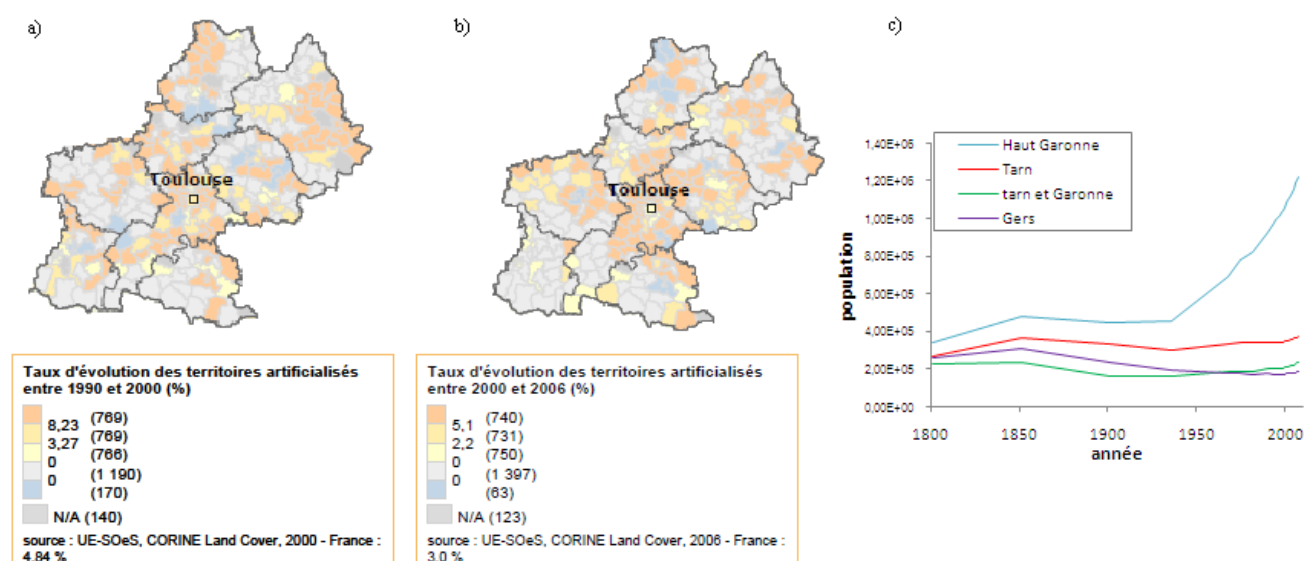 a)
Toulouse
Taux d'évolution des territoires artificialisés
entre 1990 et 2000 (%)
8,23 (769)
3,27 (769)
0 (766)
0 (1 190)
(170)
N/A (140)
source : UE-SOeS, CORINE Land Cover, 2000 - France :
4,84 %
b)
Toulouse
Taux d'évolution des territoires artificialisés
entre 2000 et 2006 (%)
5,1 (740)
2,2 (731)
0 (750)
0 (1 397)
(63)
N/A (123)
source : UE-SOeS, CORINE Land Cover, 2006 - France :
3,0 %
c)
Haut Garonne
Tarn
tarn et Garonne
Gers
population
1,40E+06
1,20E+06
1,00E+06
8,00E+05
6,00E+05
4,00E+05
2,00E+05
0,00E+00
1800 1850 1900 1950 2000
année